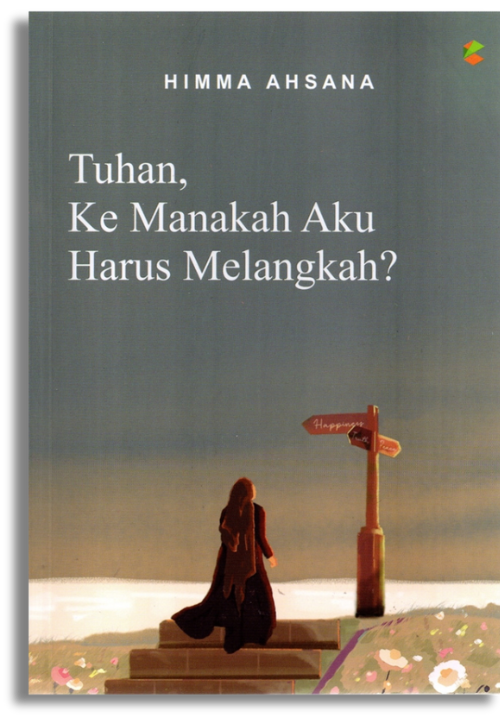 HIMMA AHSANA
Tuhan,
Ke Manakah Aku
Harus Melangkah?
Happiness